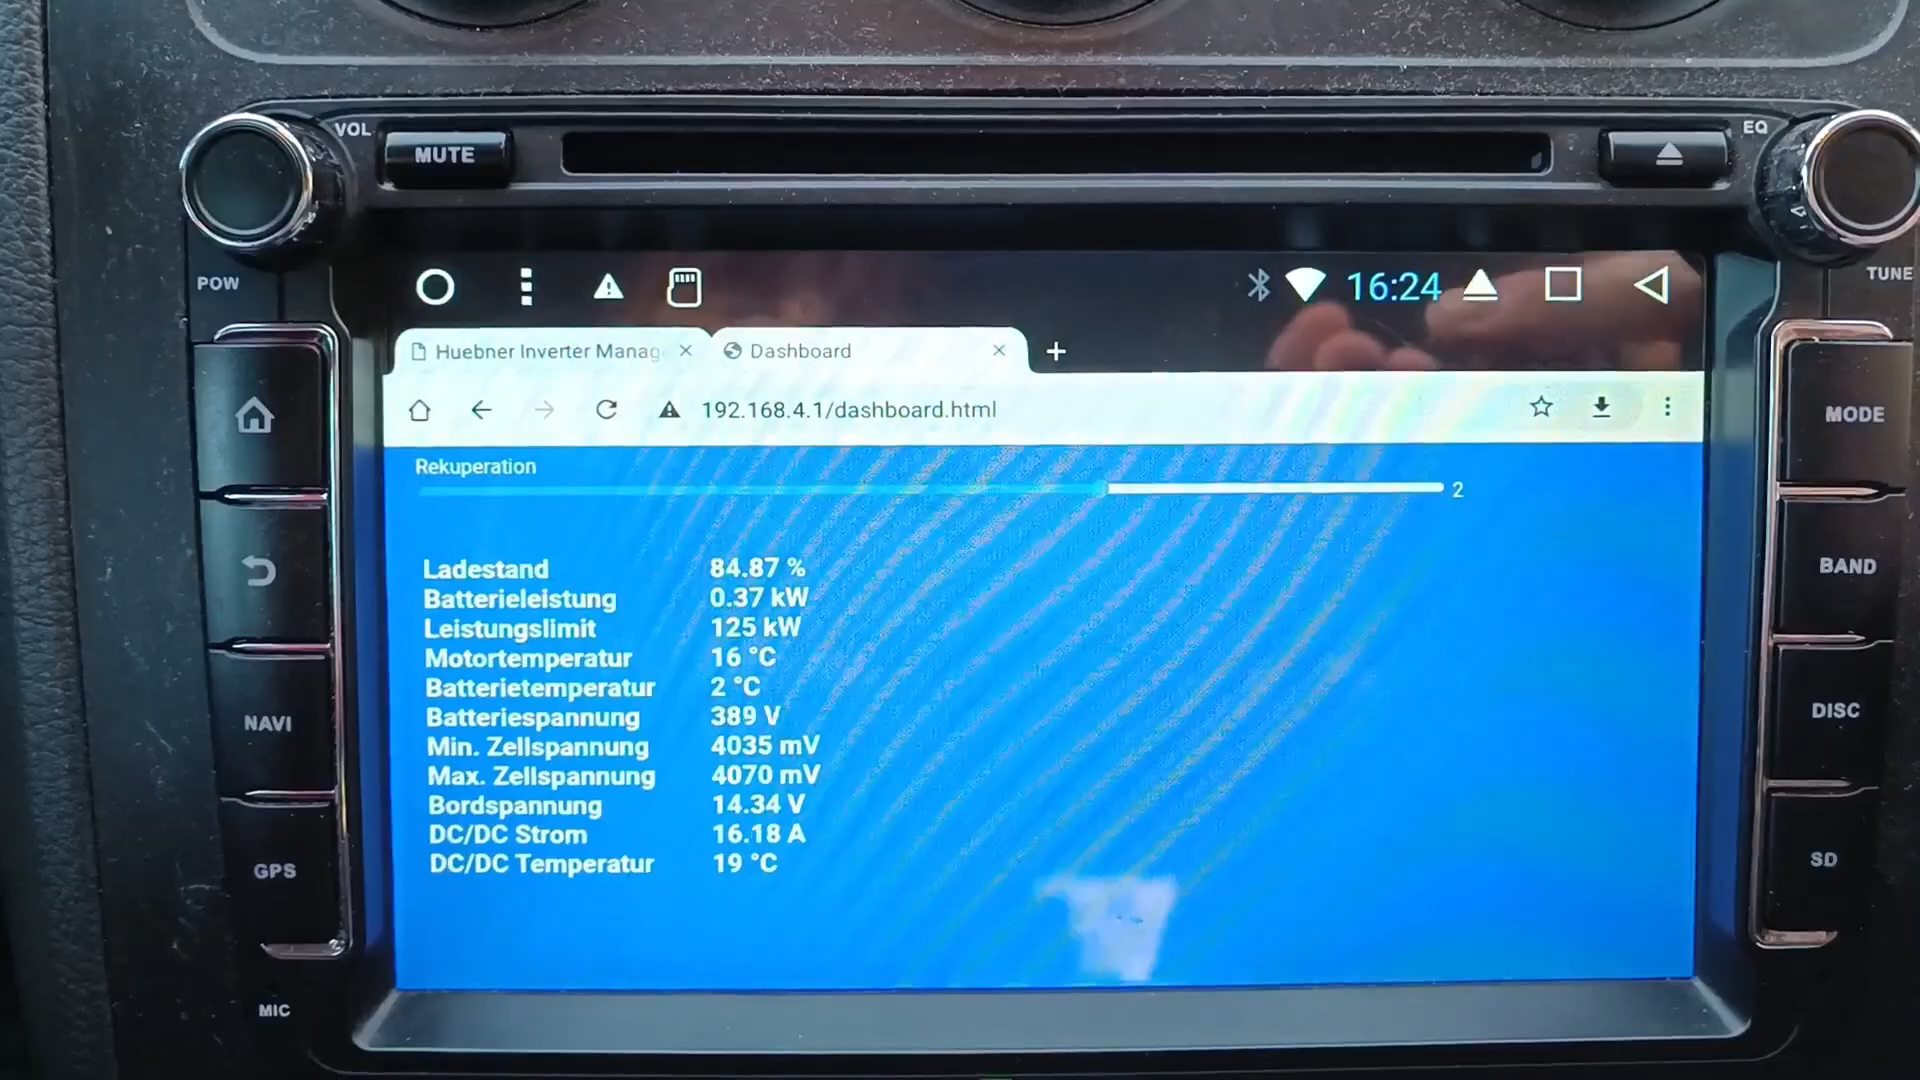 VOL
MUTE
EQ
POW
TUNE
16:24
Huebner Inverter Manag
Dashboard
192.168.4.1/dashboard.html
Rekuperation
2
Ladestand 84.87 %
Batterieleistung 0.37 kW
Leistungslimit 125 kW
Motortemperatur 16 °C
Batterietemperatur 2 °C
Batteriespannung 389 V
Min. Zellspannung 4035 mV
Max. Zellspannung 4070 mV
Bordspannung 14.34 V
DC/DC Strom 16.18 A
DC/DC Temperatur 19 °C
NAVI
GPS
MIC
MODE
BAND
DISC
SD